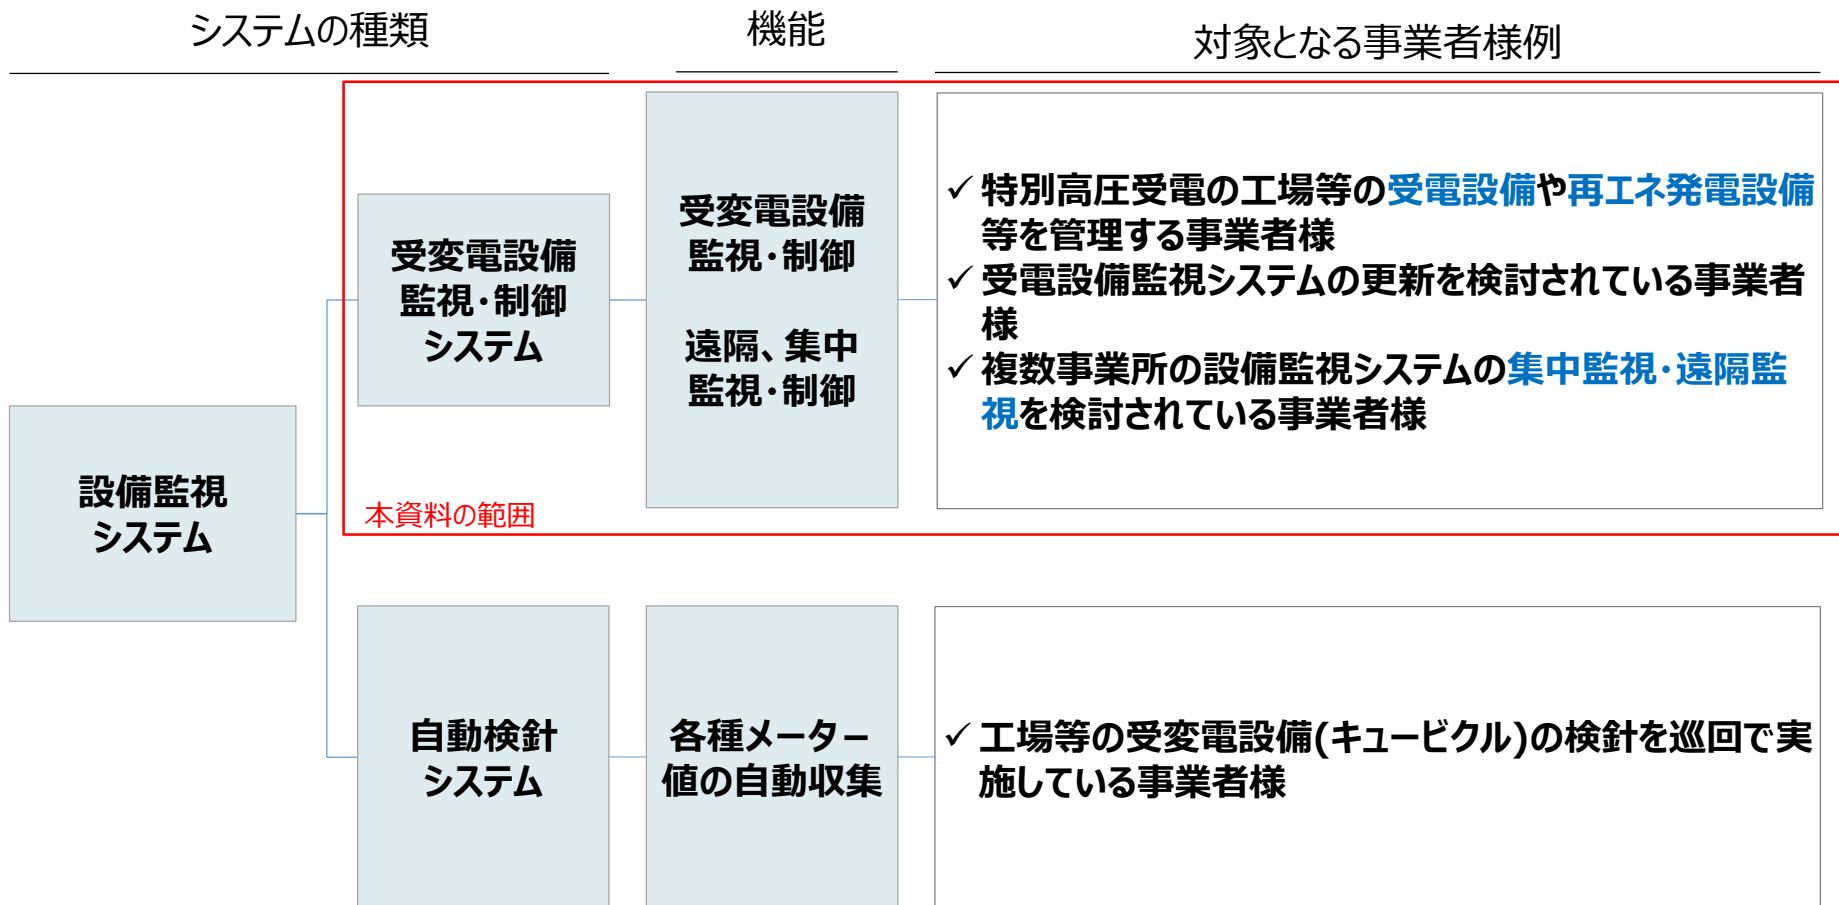 システムの種類
機能
対象となる事業者様例
設備監視
システム
受変電設備
監視・制御
システム
受変電設備
監視・制御
遠隔、集中
監視・制御
✓ 特別高圧受電の工場等の受電設備や再エネ発電設備
等を管理する事業者様
✓ 受電設備監視システムの更新を検討されている事業者
様
✓ 複数事業所の設備監視システムの集中監視・遠隔監
視を検討されている事業者様
本資料の範囲
自動検針
システム
各種メーター
値の自動収集
✓ 工場等の受変電設備(キュービクル)の検針を巡回で実
施している事業者様